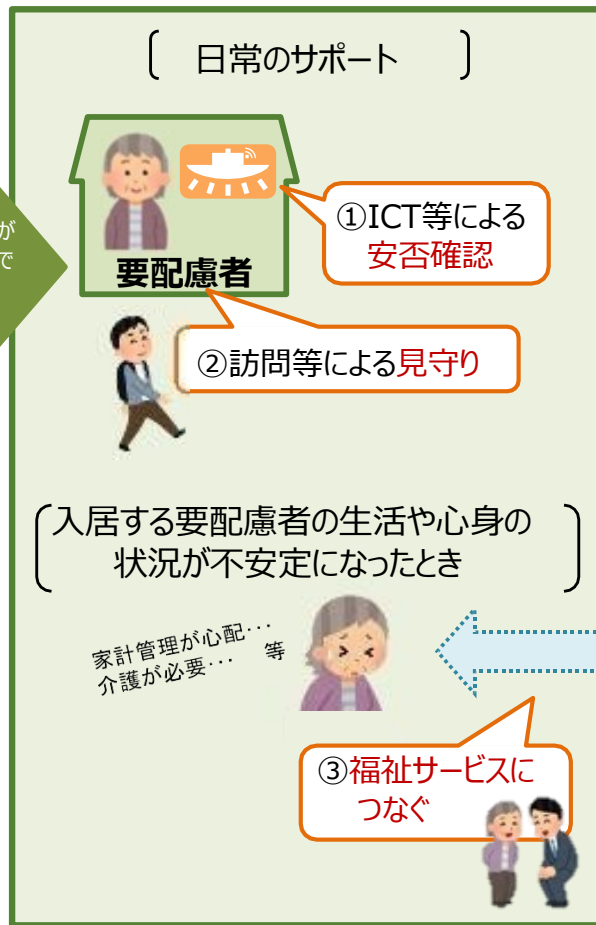 日常のサポート
が
で
①ICT等による
安否確認
要配慮者
②訪問等による見守り
入居する要配慮者の生活や心身の
状況が不安定になったとき
家計管理が心配…
介護が必要… 等
③福祉サービスに
つなぐ